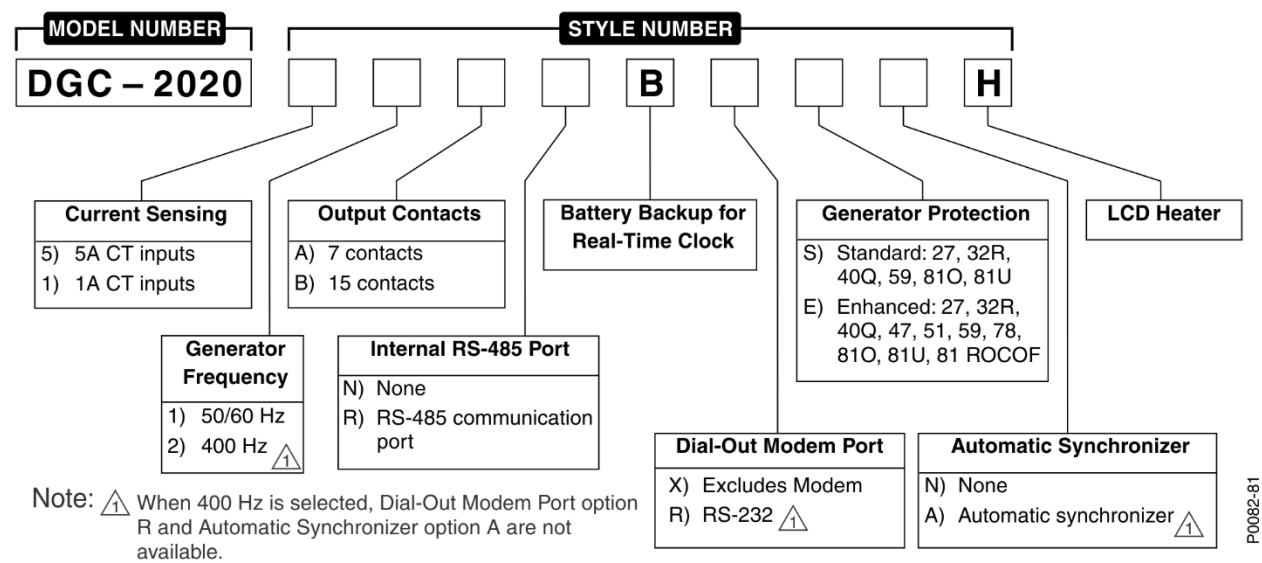 MODEL NUMBER
STYLE NUMBER
DGC – 2020
B
H
Current Sensing
5) 5A CT inputs
1) 1A CT inputs
Output Contacts
A) 7 contacts
B) 15 contacts
Battery Backup for
Real-Time Clock
Generator Protection
S) Standard: 27, 32R,
40Q, 59, 81O, 81U
E) Enhanced: 27, 32R,
40Q, 47, 51, 59, 78,
81O, 81U, 81 ROCOF
LCD Heater
Generator
Frequency
1) 50/60 Hz
2) 400 Hz 1
Internal RS-485 Port
N) None
R) RS-485 communication
port
Dial-Out Modem Port
X) Excludes Modem
R) RS-232 1
Automatic Synchronizer
N) None
A) Automatic synchronizer 1
Note: 1 When 400 Hz is selected, Dial-Out Modem Port option
R and Automatic Synchronizer option A are not
available.
P0082-81